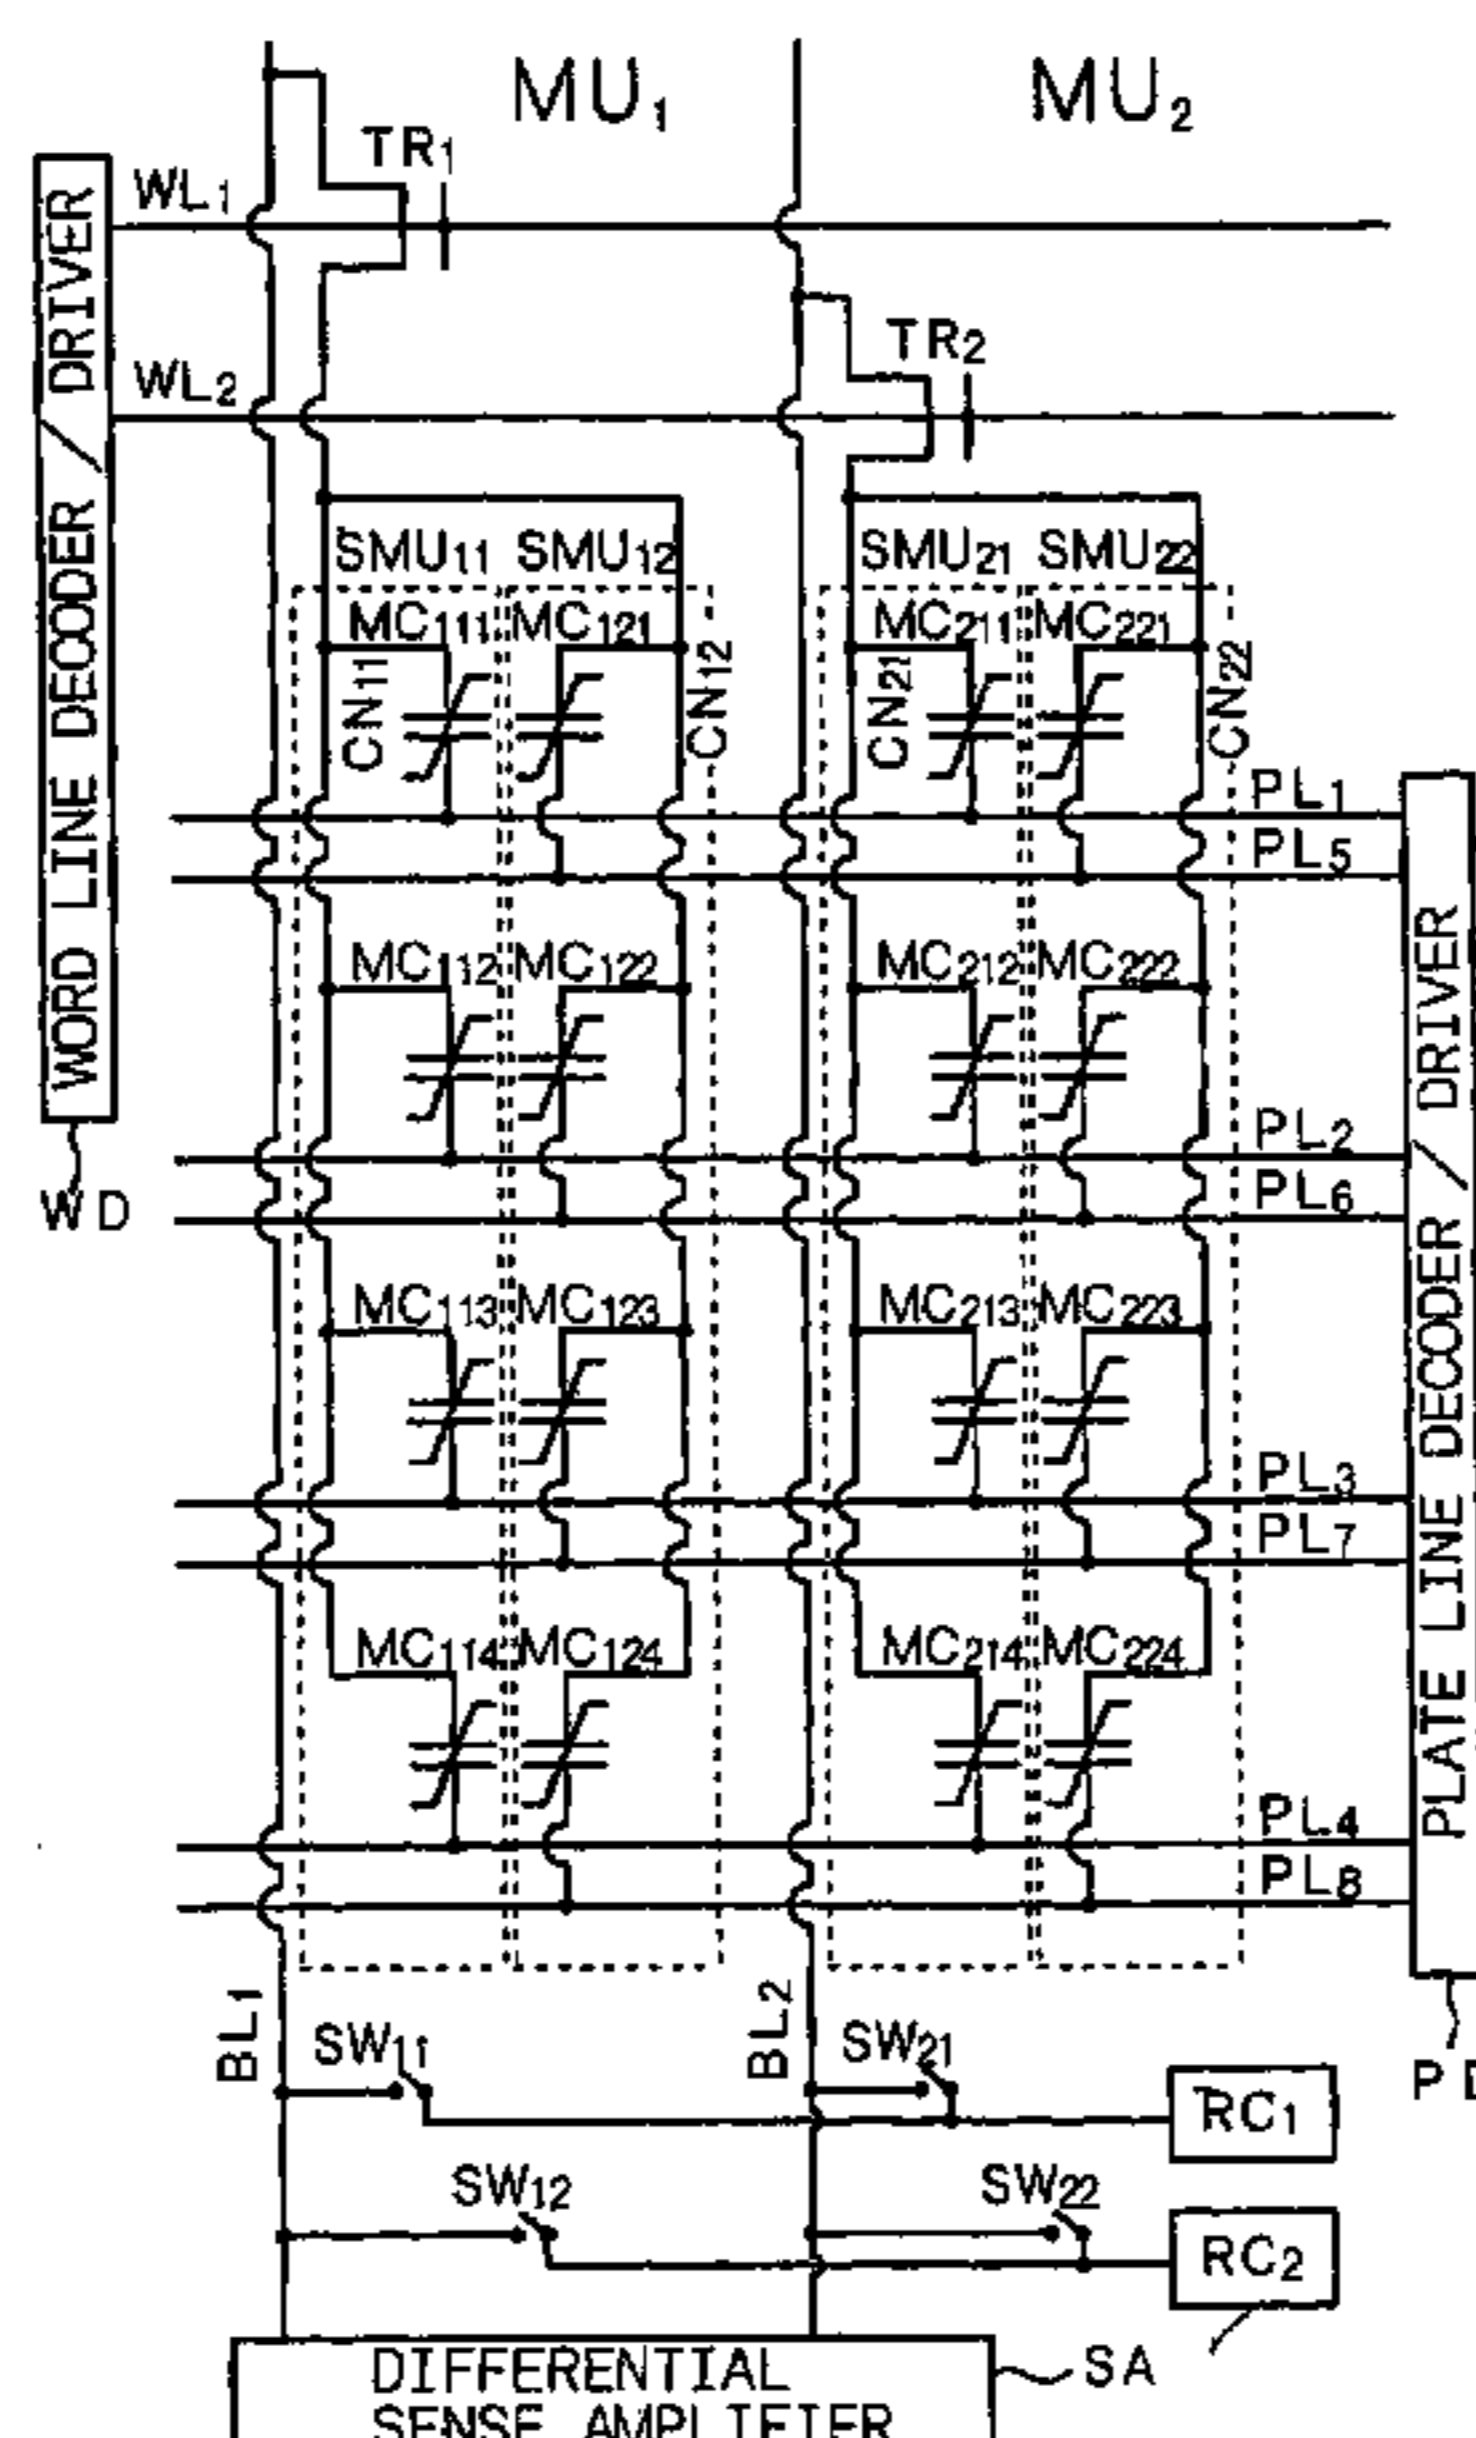 MU1 MU2
TR1
WL1
TR2
WL2
WORD LINE DECODER / DRIVER
WD
SMU11 SMU12 SMU21 SMU22
MC111 MC121 MC211 MC221
CN11 CN12 CN21 CN22
PL1
PL5
MC112 MC122 MC212 MC222
PL2
PL6
MC113 MC123 MC213 MC223
PL3
PL7
MC114 MC124 MC214 MC224
PL4
PL8
PLATE LINE DECODER / DRIVER
BL1 BL2
SW11 SW21
RC1
SW12 SW22
RC2
DIFFERENTIAL
SENSE AMPLIFIER
SA